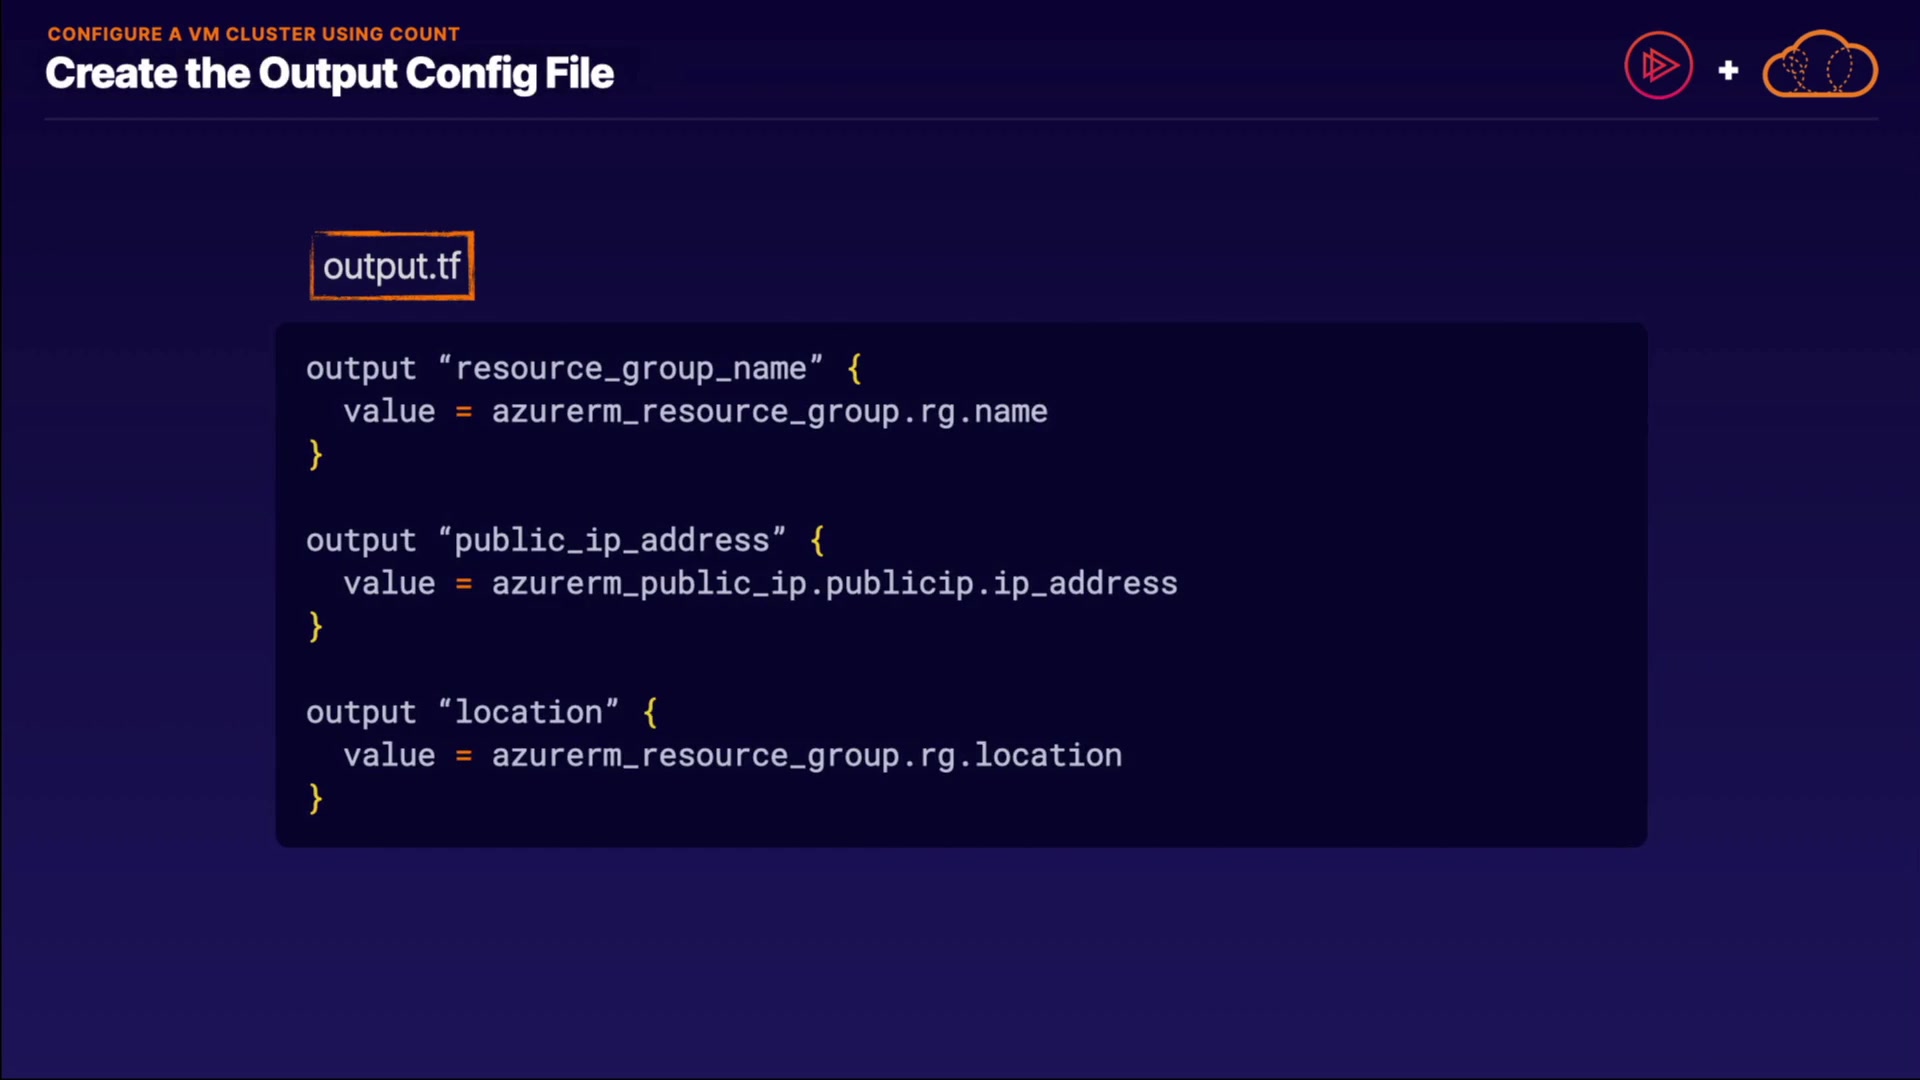 CONFIGURE A VM CLUSTER USING COUNT
Create the Output Config File
+
output.tf
output “resource_group_name” {
  value = azurerm_resource_group.rg.name
}
output “public_ip_address” {
  value = azurerm_public_ip.publicip.ip_address
}
output “location” {
  value = azurerm_resource_group.rg.location
}